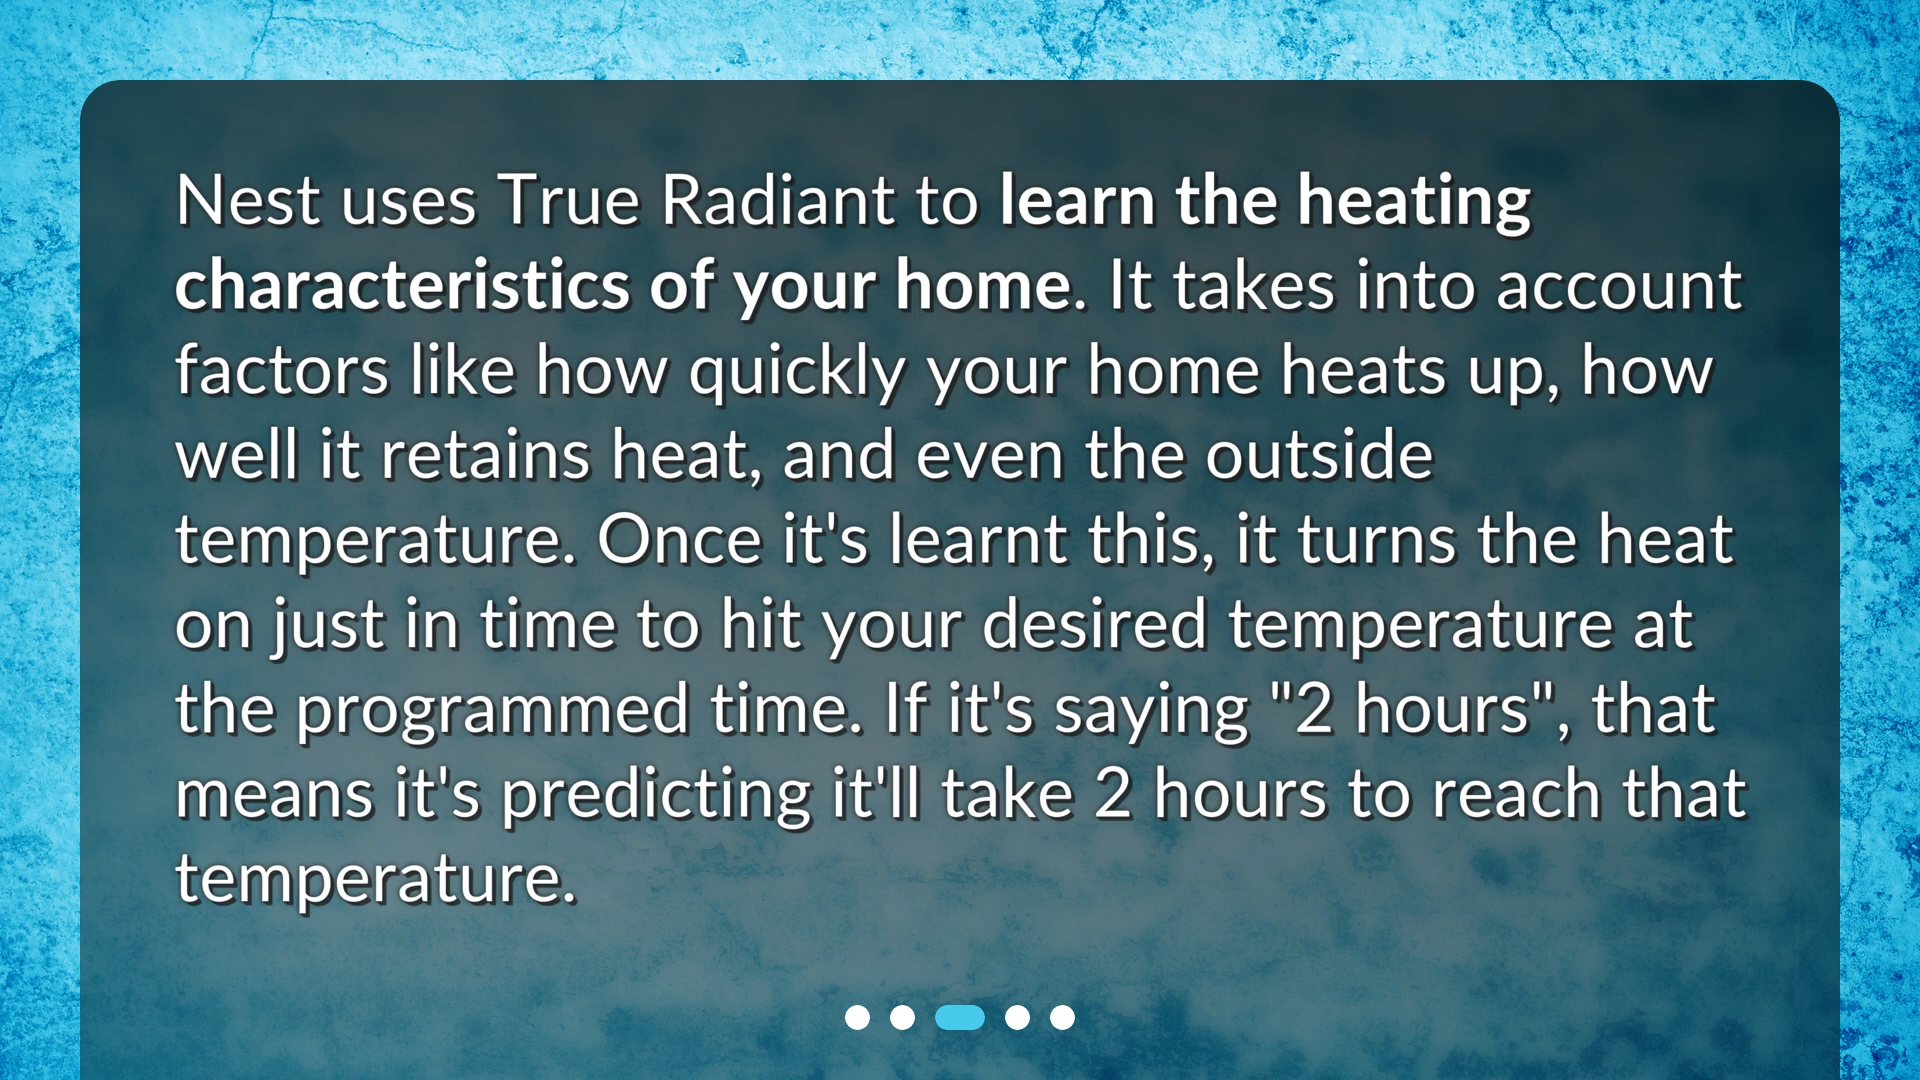 Nest uses True Radiant to learn the heating
characteristics of your home. It takes into account
factors like how quickly your home heats up, how
well it retains heat, and even the outside
temperature. Once it's learnt this, it turns the heat
on just in time to hit your desired temperature at
the programmed time. If it's saying "2 hours", that
means it's predicting it'll take 2 hours to reach that
temperature.